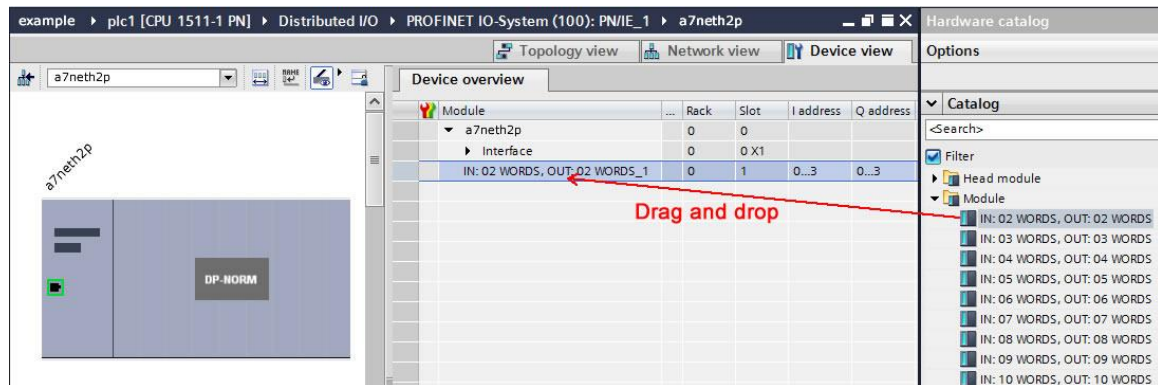 example ▸ plc1 [CPU 1511-1 PN] ▸ Distributed I/O ▸ PROFINET IO-System (100): PN/IE_1 ▸ a7neth2p
Topology view Network view Device view
a7neth2p
a7neth2p
DP-NORM
Device overview
Module ... Rack Slot I address Q address
a7neth2p 0 0
Interface 0 0 X1
IN: 02 WORDS, OUT: 02 WORDS_1 0 1 0...3 0...3
Drag and drop
Hardware catalog
Options
Catalog
<Search>
Filter
Head module
Module
IN: 02 WORDS, OUT: 02 WORDS
IN: 03 WORDS, OUT: 03 WORDS
IN: 04 WORDS, OUT: 04 WORDS
IN: 05 WORDS, OUT: 05 WORDS
IN: 06 WORDS, OUT: 06 WORDS
IN: 07 WORDS, OUT: 07 WORDS
IN: 08 WORDS, OUT: 08 WORDS
IN: 09 WORDS, OUT: 09 WORDS
IN: 10 WORDS, OUT: 10 WORDS